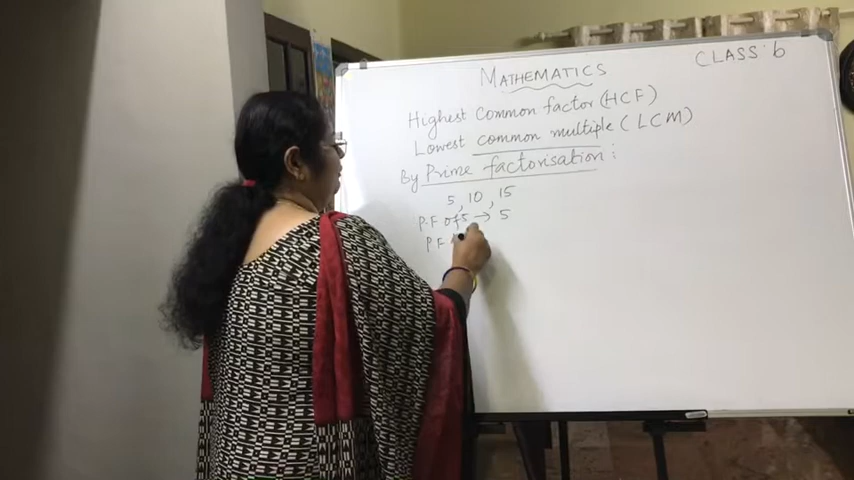 MATHEMATICS
CLASS: 6
Highest Common factor (HCF)
Lowest common multiple (LCM)
By Prime factorisation:
5, 10, 15
P.F of 5 → 5
P F